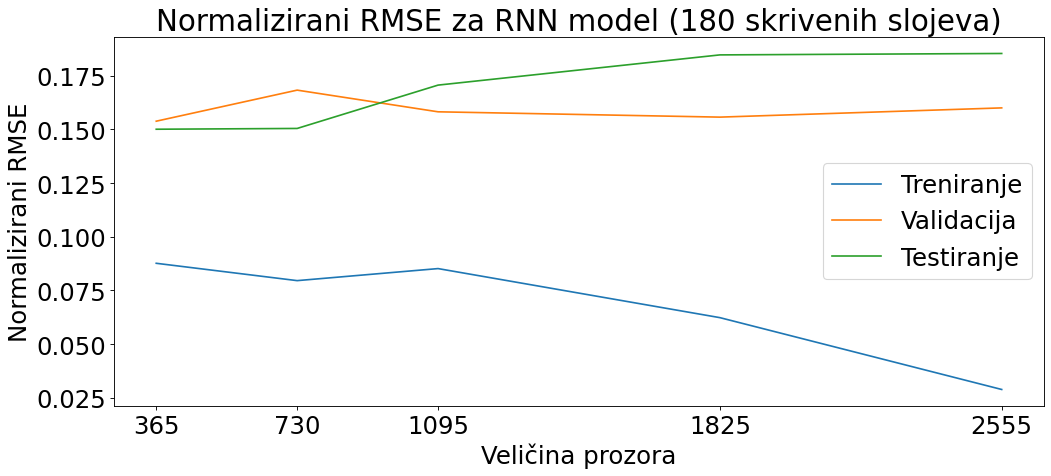 Normalizirani RMSE za RNN model (180 skrivenih slojeva)
Normalizirani RMSE
0.175
0.150
0.125
0.100
0.075
0.050
0.025
Treniranje
Validacija
Testiranje
365 730 1095 1825 2555
Veličina prozora